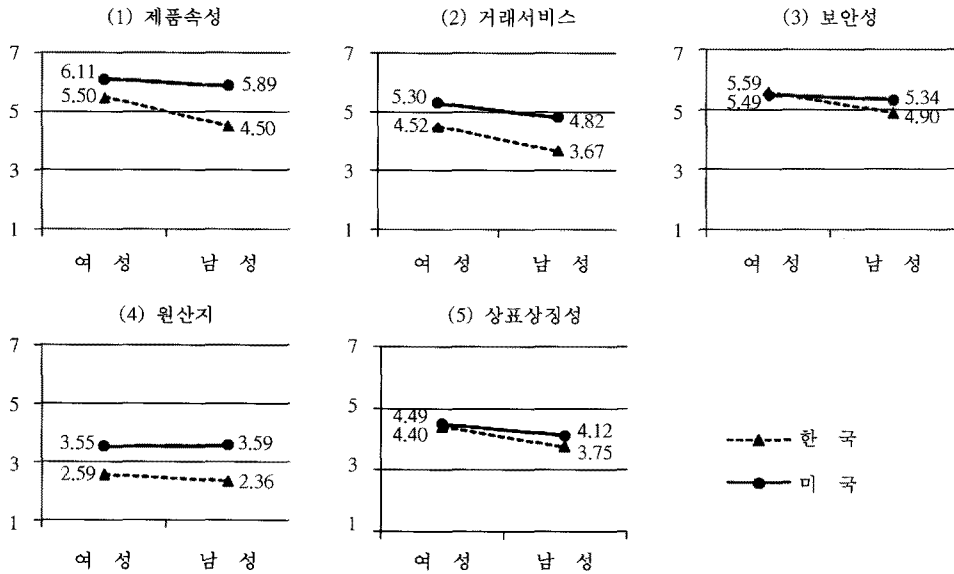 (1) 제품속성
7
6.11
5.89
5.50
5
4.50
3
1
여 성
남 성
(2) 거래서비스
7
5.30
5
4.82
4.52
3.67
3
1
여 성
남 성
(3) 보안성
7
5.59
5.34
5.49
5
4.90
3
1
여 성
남 성
(4) 원산지
7
5
3.55
3.59
3
2.59
2.36
1
여 성
남 성
(5) 상표상징성
7
5
4.49
4.12
4.40
3.75
3
1
여 성
남 성
한 국
미 국